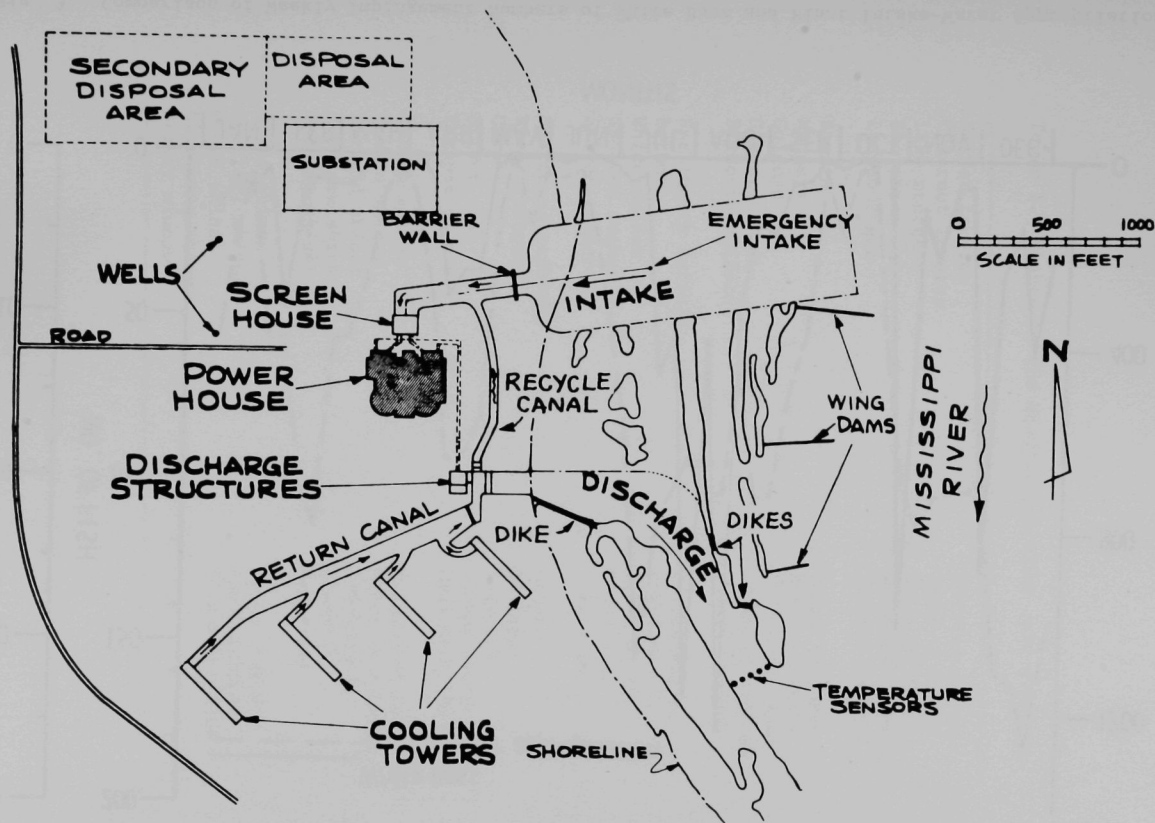 SECONDARY
DISPOSAL
AREA
DISPOSAL
AREA
SUBSTATION
BARRIER
WALL
EMERGENCY
INTAKE
0 500 1000
SCALE IN FEET
WELLS
SCREEN
HOUSE
INTAKE
ROAD
POWER
HOUSE
RECYCLE
CANAL
WING
DAMS
MISSISSIPPI
RIVER
N
DISCHARGE
STRUCTURES
DISCHARGE
DIKE
DIKES
RETURN CANAL
TEMPERATURE
SENSORS
COOLING
TOWERS
SHORELINE